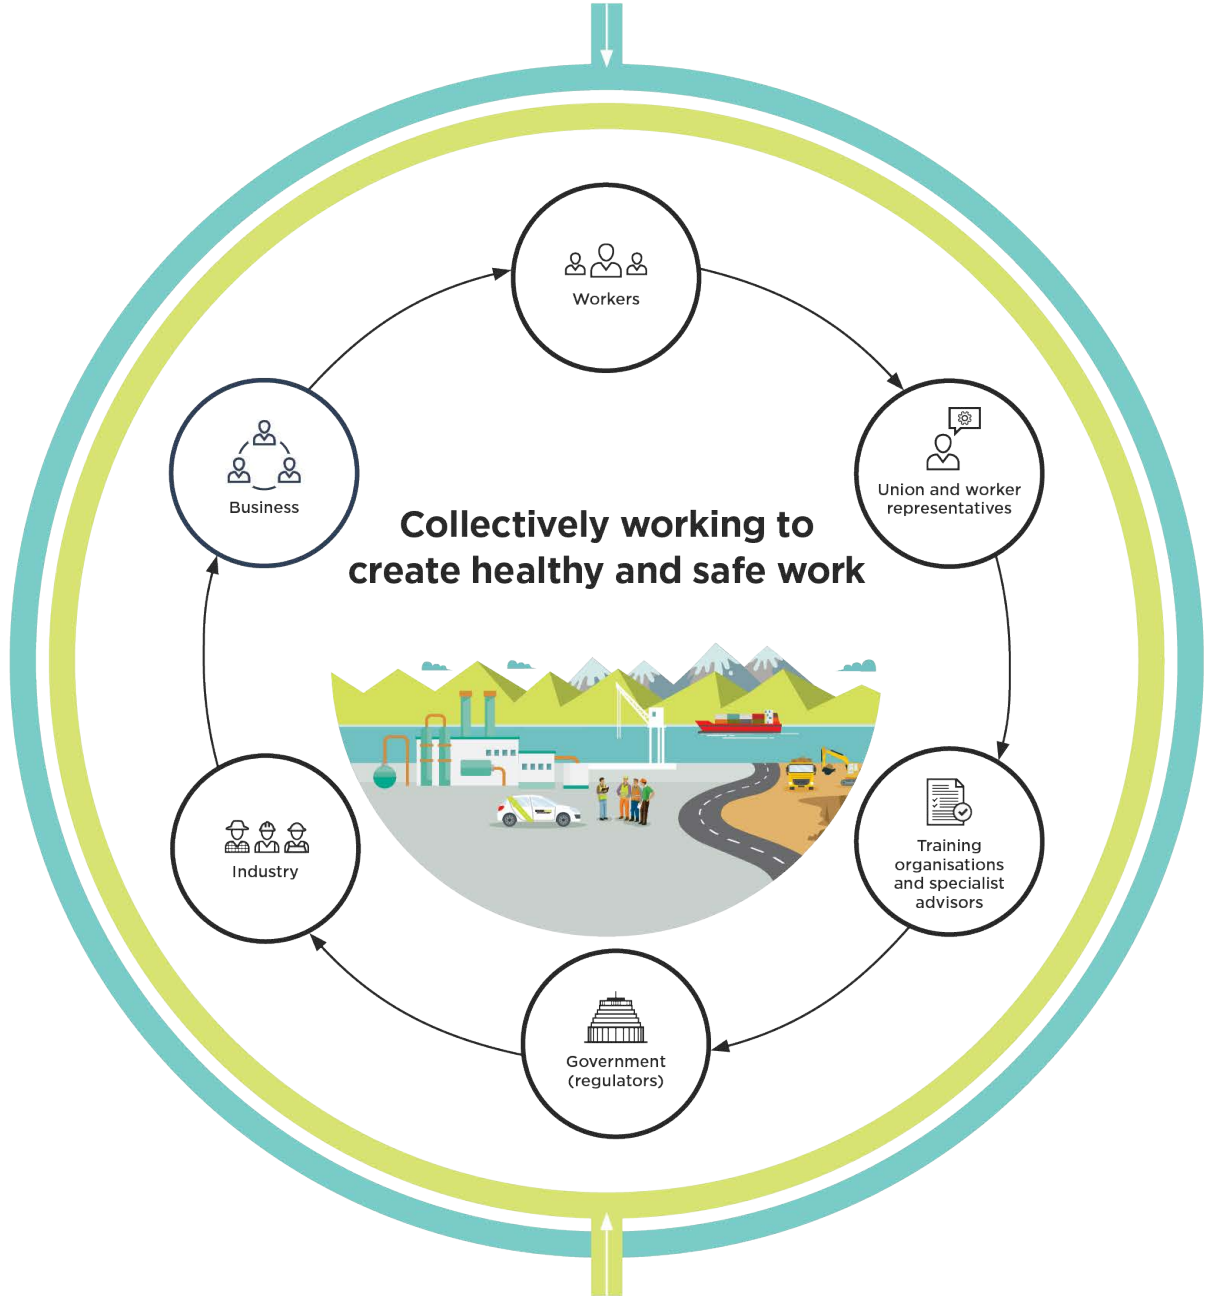 Workers
Business
Union and worker
representatives
Collectively working to
create healthy and safe work
Industry
Training
organisations
and specialist
advisors
Government
(regulators)